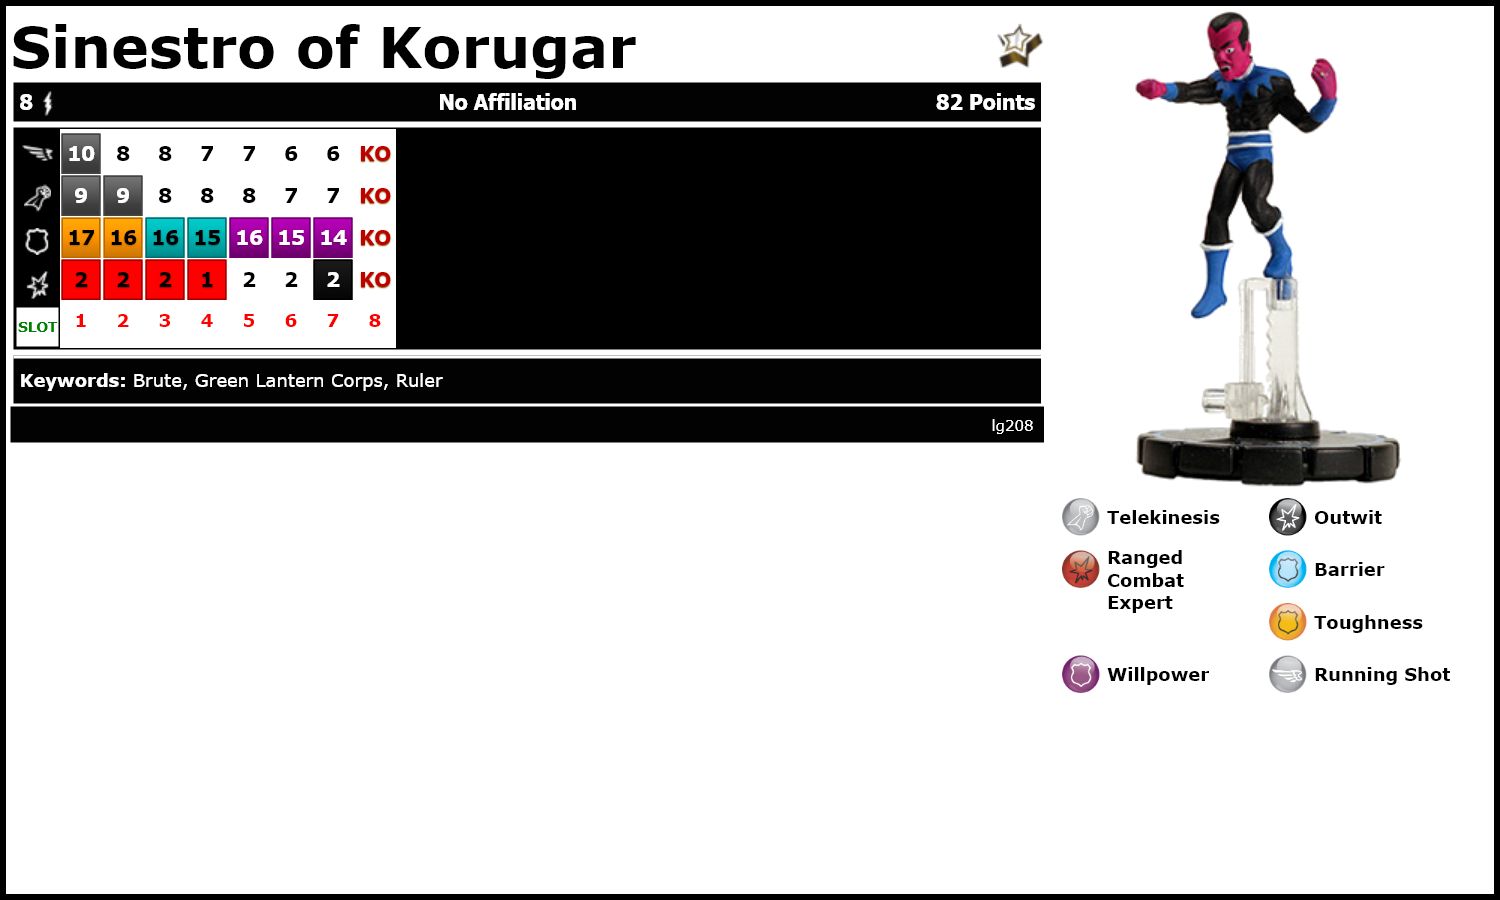 Sinestro of Korugar
8 No Affiliation 82 Points
10 8 8 7 7 6 6 KO
9 9 8 8 8 7 7 KO
17 16 16 15 16 15 14 KO
2 2 2 1 2 2 2 KO
SLOT 1 2 3 4 5 6 7 8
Keywords: Brute, Green Lantern Corps, Ruler
lg208
Telekinesis
Outwit
Ranged
Combat
Expert
Barrier
Toughness
Willpower
Running Shot